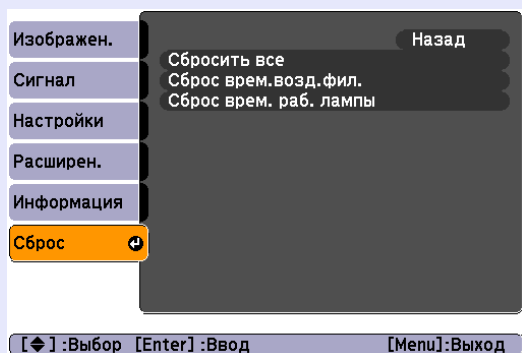 Изображен.
Сигнал
Настройки
Расширен.
Информация
Сброс
Назад
Сбросить все
Сброс врем.возд.фил.
Сброс врем. раб. лампы
[◆] :Выбор [Enter] :Ввод [Menu]:Выход